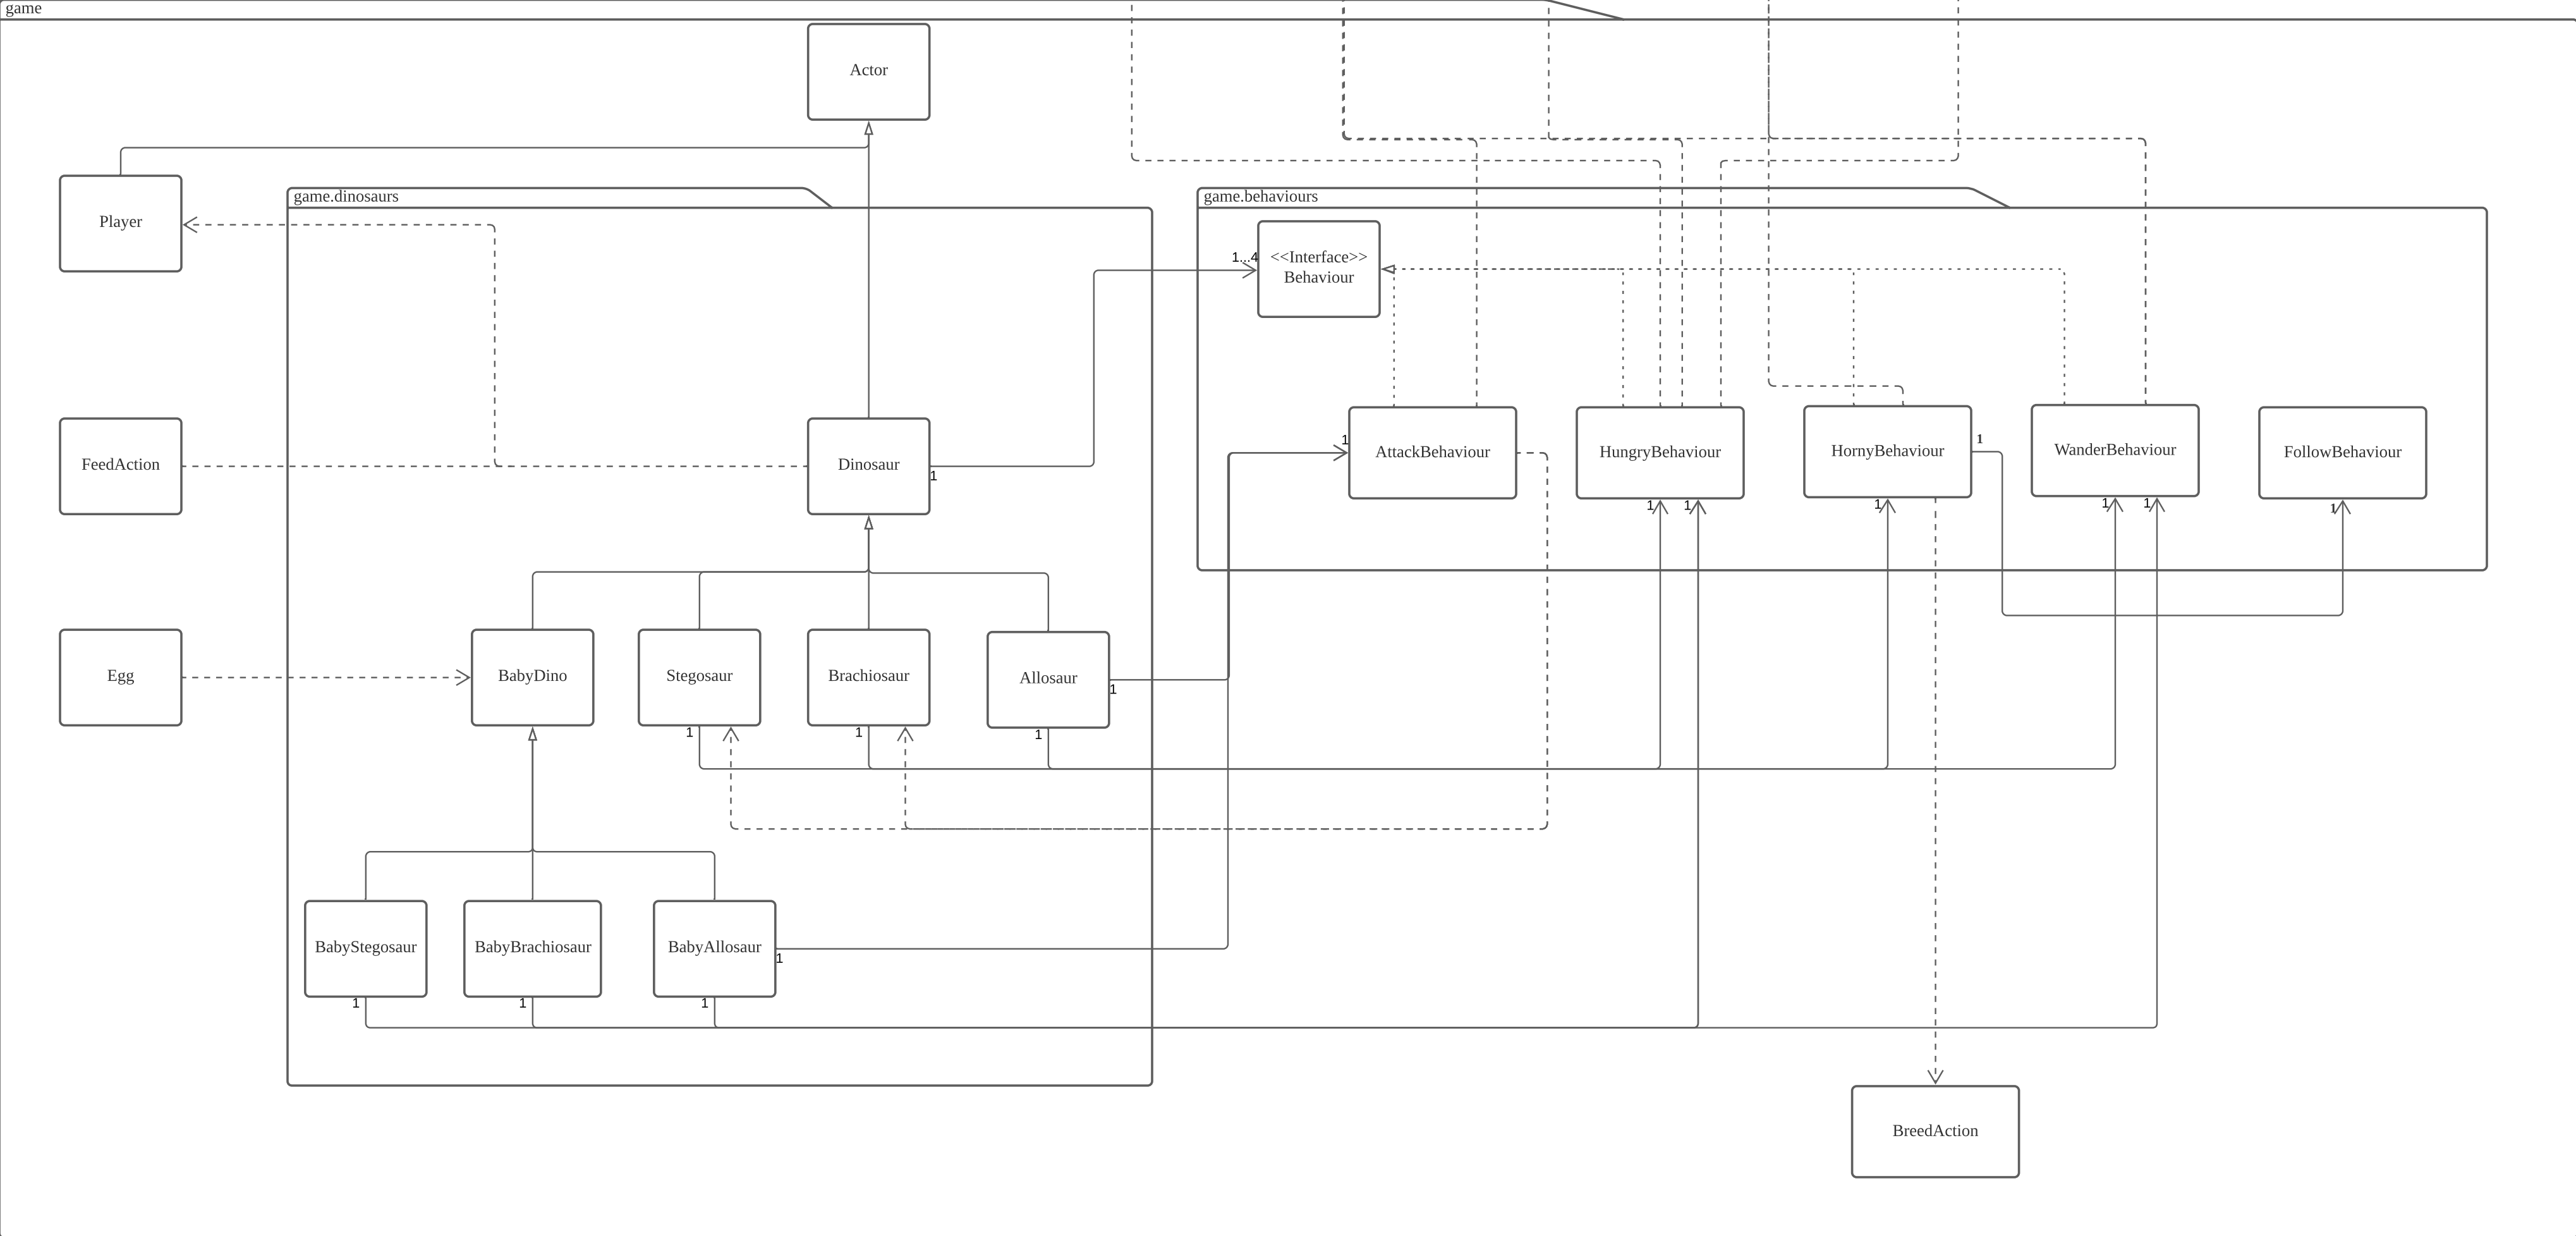 game
Actor
Player
game.dinosaurs
game.behaviours
1...4
<<Interface>>
Behaviour
FeedAction
Dinosaur
1
1
AttackBehaviour
HungryBehaviour
HornyBehaviour
1
WanderBehaviour
FollowBehaviour
1
1
1
1
1
1
Egg
BabyDino
Stegosaur
Brachiosaur
Allosaur
1
1
1
1
BabyStegosaur
BabyBrachiosaur
BabyAllosaur
1
1
1
1
BreedAction